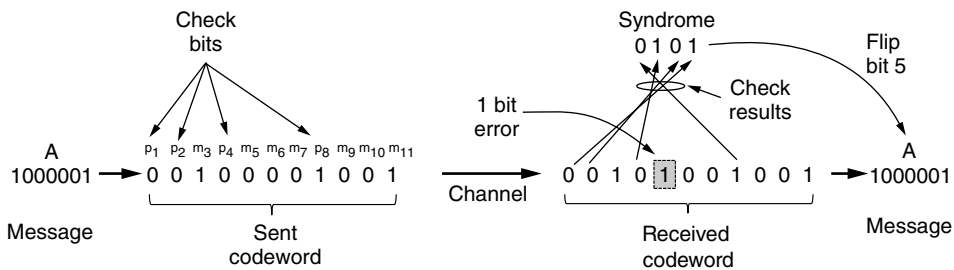 Check
bits
A
1000001
Message
p1 p2 m3 p4 m5 m6 m7 p8 m9 m10 m11
0 0 1 0 0 0 0 1 0 0 1
Sent
codeword
Channel
Syndrome
0 1 0 1
Check
results
1 bit
error
0 0 1 0 1 0 0 1 0 0 1
Received
codeword
Flip
bit 5
A
1000001
Message